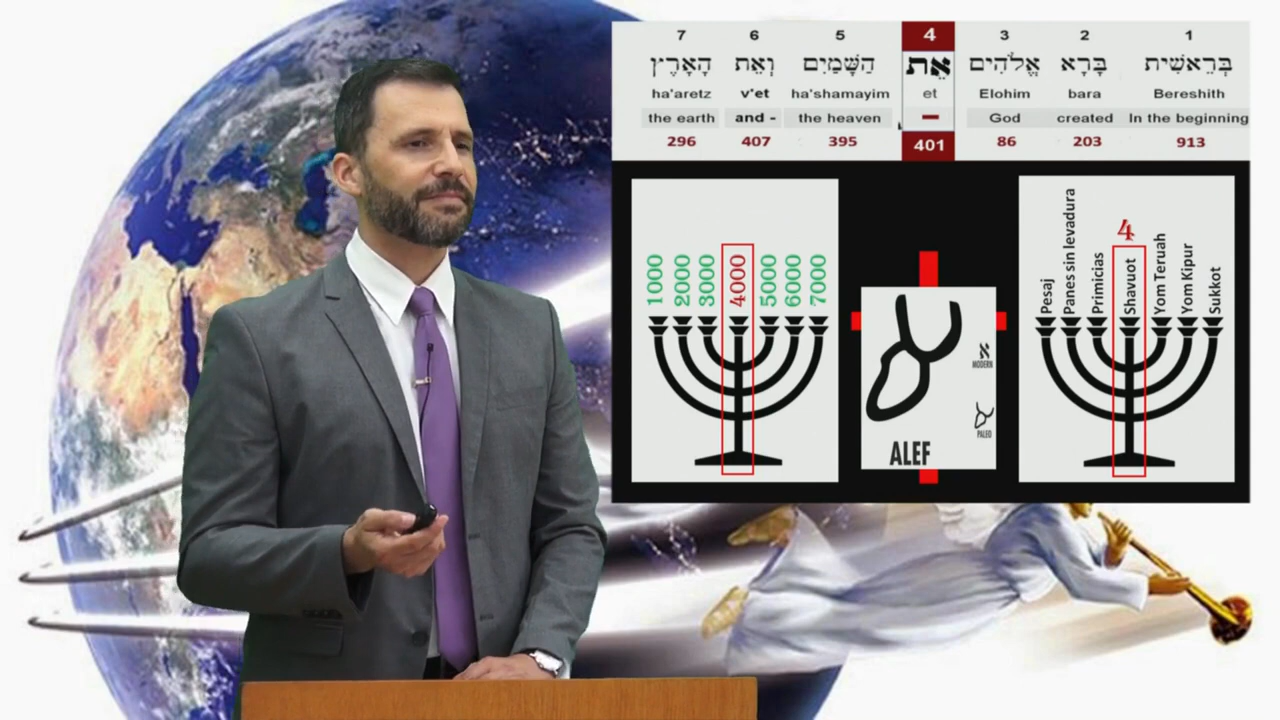 7 6 5 4 3 2 1
הָאָרֶץ וְאֵת הַשָּׁמַיִם אֵת אֱלֹהִים בָּרָא בְּרֵאשִׁית
ha'aretz v'et ha'shamayim et Elohim bara Bereshith
the earth and - the heaven – God created In the beginning
296 407 395 401 86 203 913
1000
2000
3000
4000
5000
6000
7000
א
MODERN
PALEO
ALEF
4
Pesaj
Panes sin levadura
Primicias
Shavuot
Yom Teruah
Yom Kipur
Sukkot